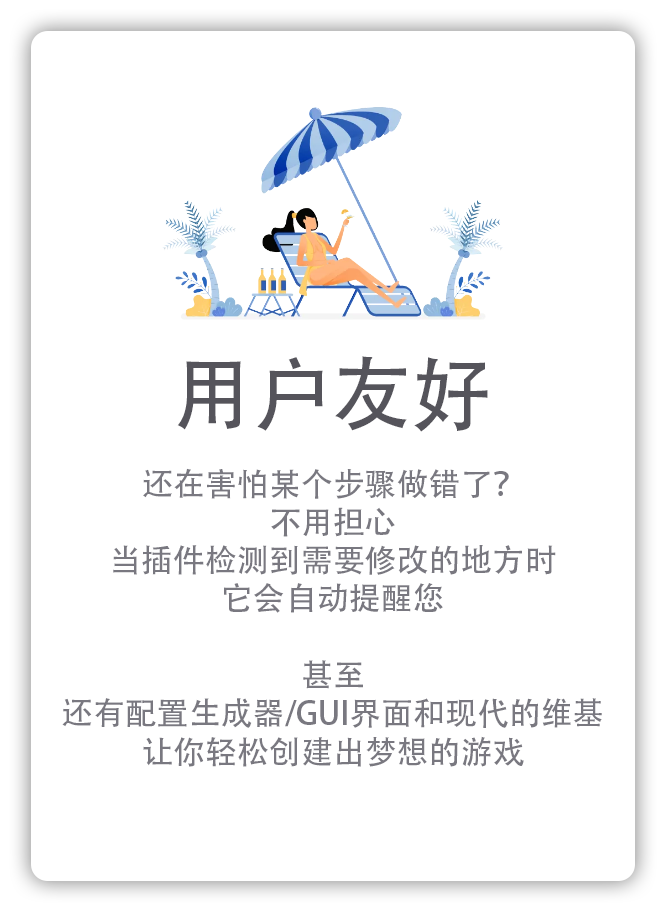 用户友好
还在害怕某个步骤做错了?
不用担心
当插件检测到需要修改的地方时
它会自动提醒您
甚至
还有配置生成器/GUI界面和现代的维基
让你轻松创建出梦想的游戏